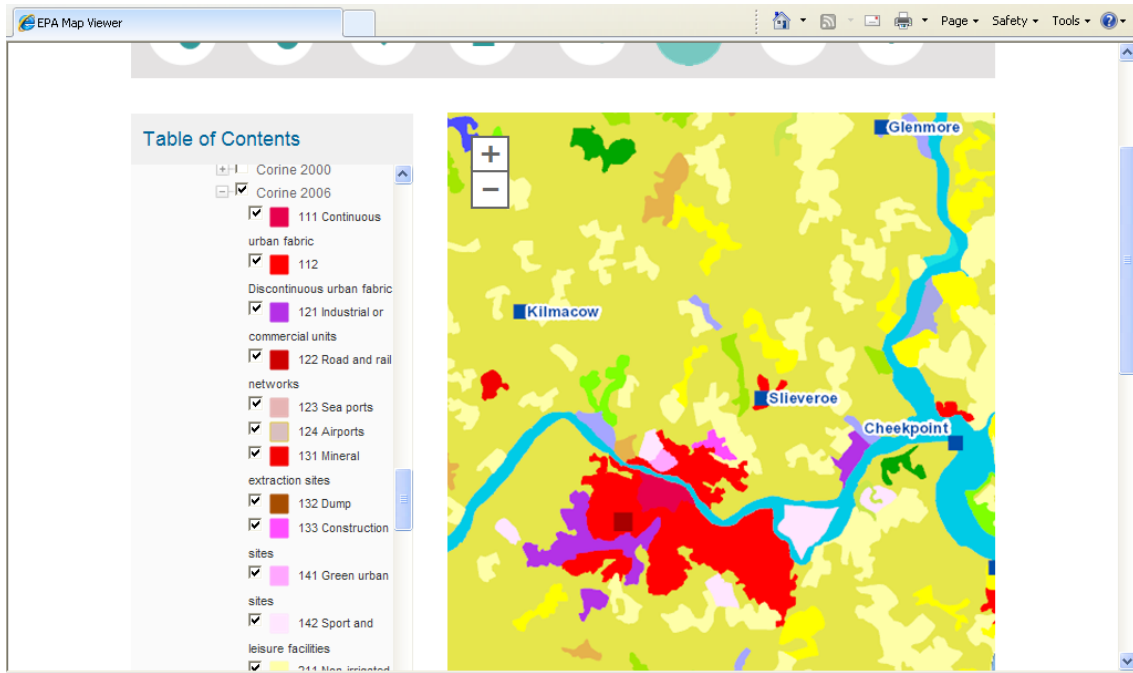 EPA Map Viewer
Page
Safety
Tools
Table of Contents
Corine 2000
Corine 2006
111 Continuous
urban fabric
112
Discontinuous urban fabric
121 Industrial or
commercial units
122 Road and rail
networks
123 Sea ports
124 Airports
131 Mineral
extraction sites
132 Dump
133 Construction
sites
141 Green urban
sites
142 Sport and
leisure facilities
211 Non-irrigated
+
−
Glenmore
Kilmacow
Slieveroe
Cheekpoint